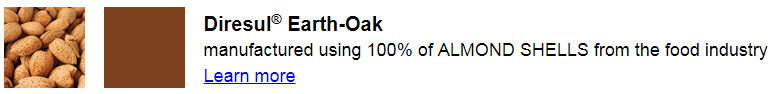 Diresul® Earth-Oak
manufactured using 100% of ALMOND SHELLS from the food industry
Learn more